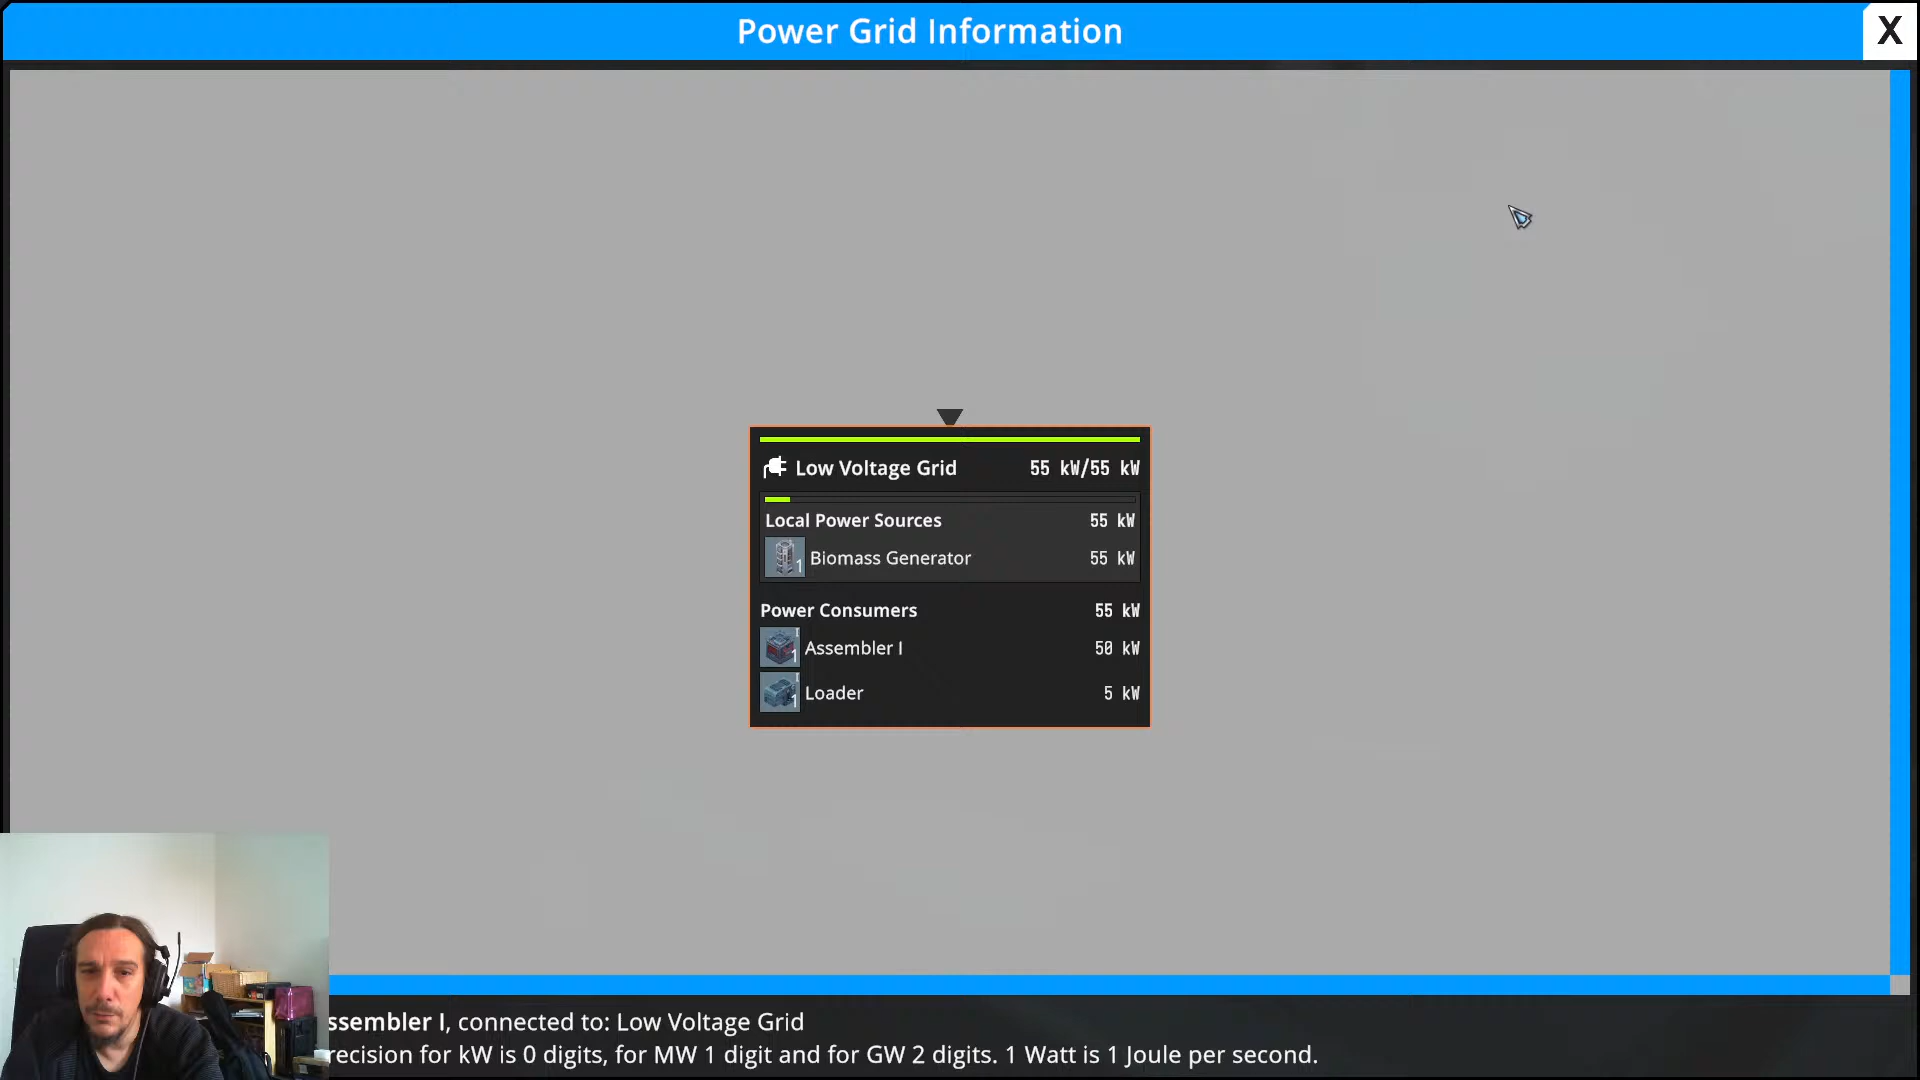 Power Grid Information
X
Low Voltage Grid 55 kW/55 kW
Local Power Sources 55 kW
1 Biomass Generator 55 kW
Power Consumers 55 kW
I 1 Assembler I 50 kW
I 1 Loader 5 kW
ssembler I, connected to: Low Voltage Grid
recision for kW is 0 digits, for MW 1 digit and for GW 2 digits. 1 Watt is 1 Joule per second.